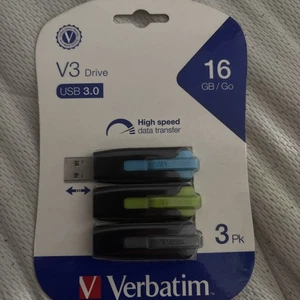 V
V3 Drive
USB 3.0
16
GB / Go
High speed
data transfer
3 Pk
Verbatim